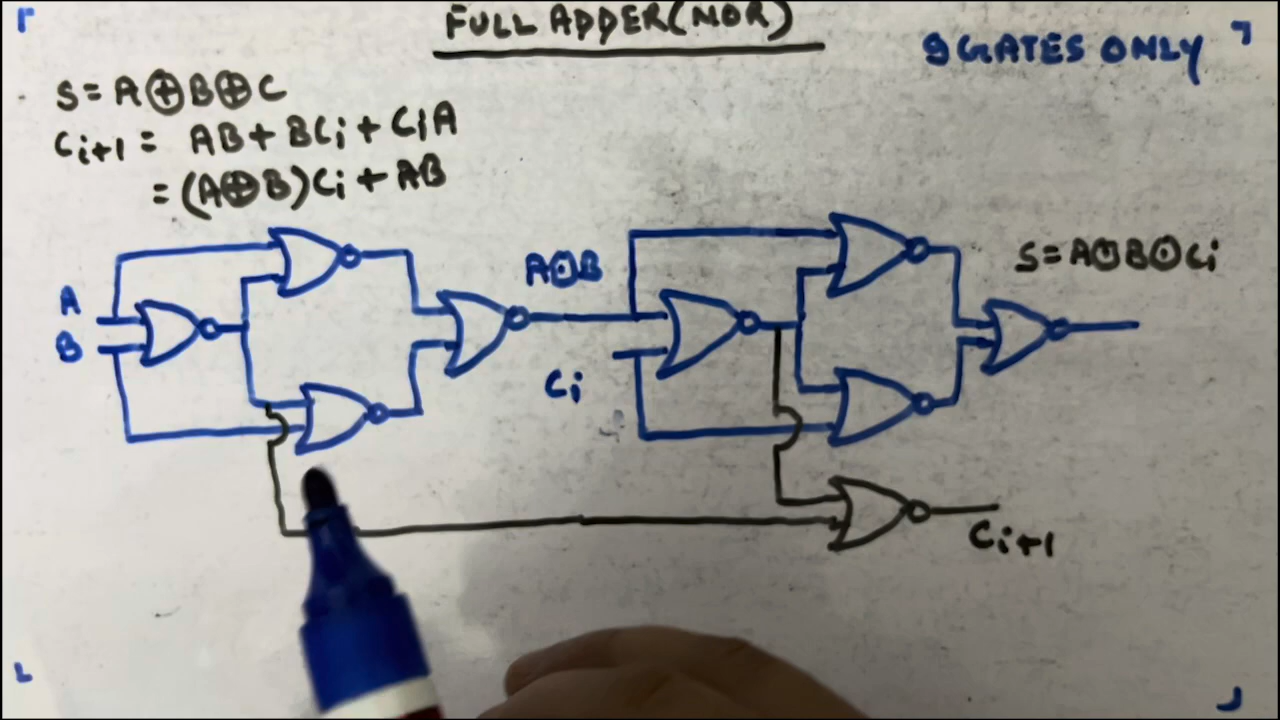 FULL ADDER(NOR)
9 GATES ONLY
S = A⊕B⊕C
Ci+1 = AB + BCi + CiA
= (A⊕B)Ci + AB
A
B
A⊙B
Ci
S = A⊙B⊙Ci
Ci+1